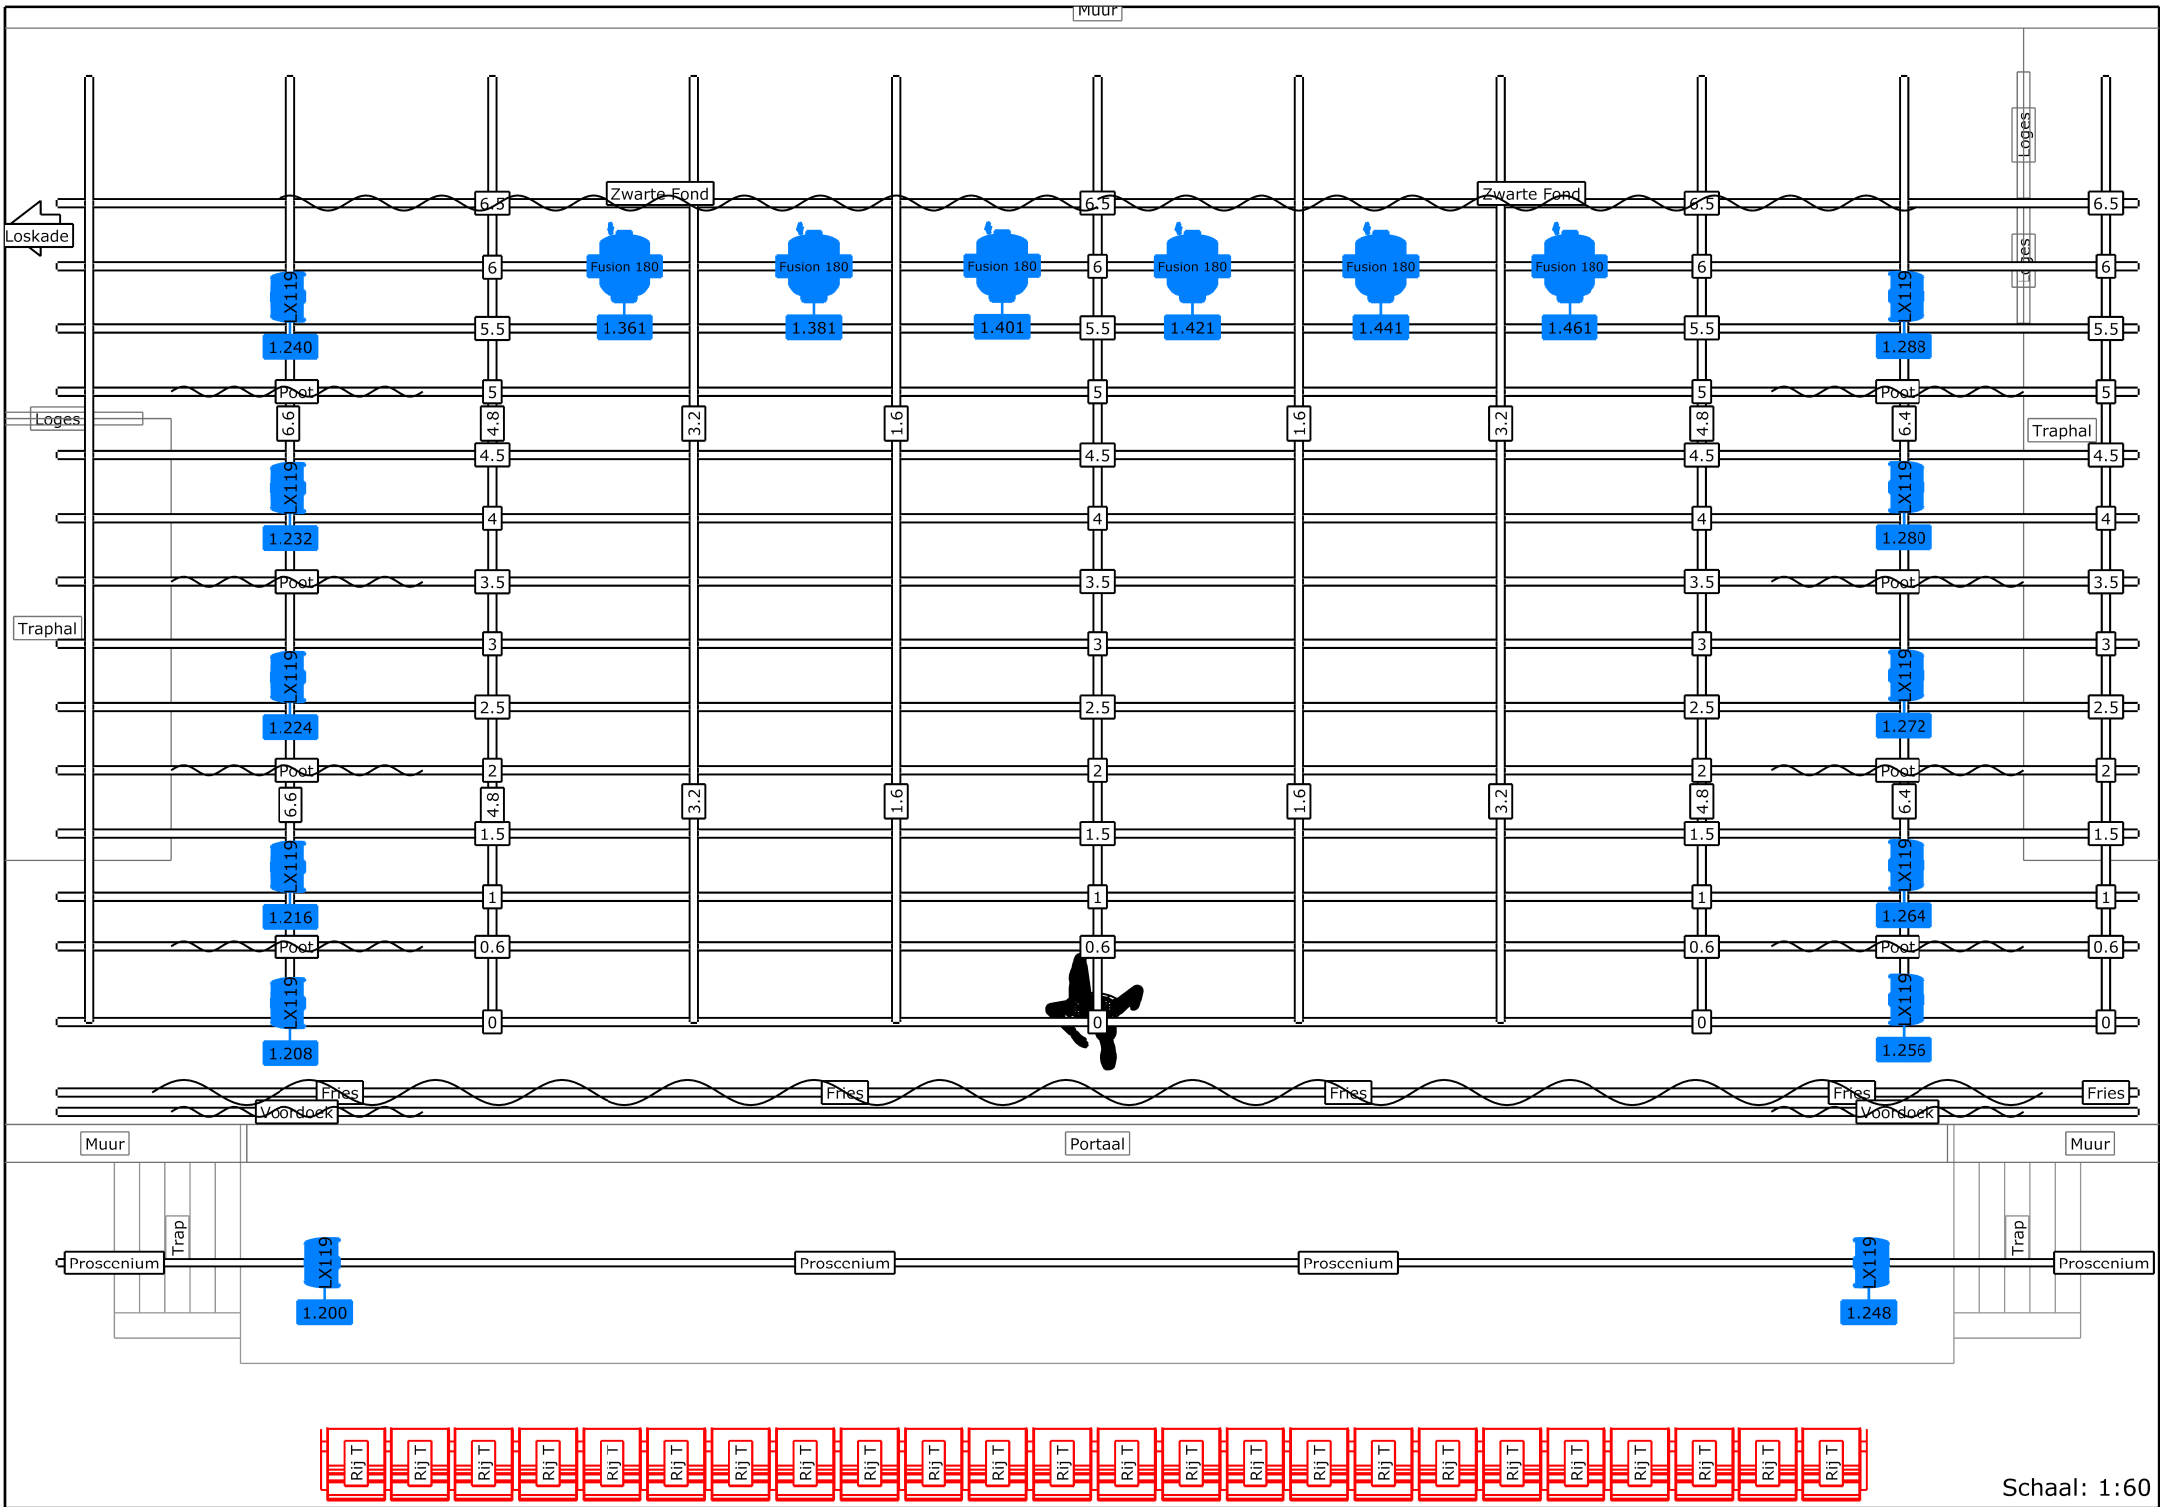 Muur
Loges
Zwarte Fond Zwarte Fond
6.5 6.5 6.5 6.5
Loskade
Loges
6 Fusion 180 Fusion 180 Fusion 180 6 Fusion 180 Fusion 180 Fusion 180 6 6
LX119 LX119
5.5 1.361 1.381 1.401 5.5 1.421 1.441 1.461 5.5 5.5
1.240 1.288
Poot 5 5 5 Poot 5
Loges 6.6 4.8 3.2 1.6 1.6 3.2 4.8 6.4 Traphal
4.5 4.5 4.5 4.5
LX119 LX119
4 4 4 4
1.232 1.280
Poot 3.5 3.5 3.5 Poot 3.5
Traphal
3 3 3 3
LX119 LX119
2.5 2.5 2.5 2.5
1.224 1.272
Poot 2 2 2 Poot 2
6.6 4.8 3.2 1.6 1.6 3.2 4.8 6.4
1.5 1.5 1.5 1.5
LX119 LX119
1 1 1 1
1.216 1.264
Poot 0.6 0.6 0.6 Poot 0.6
LX119 LX119
0 0 0 0
1.208 1.256
Fries Fries Fries Fries Fries
Voordoek Voordoek
Muur Portaal Muur
Trap Trap
Proscenium LX119 Proscenium Proscenium LX119 Proscenium
1.200 1.248
Rij T Rij T Rij T Rij T Rij T Rij T Rij T Rij T Rij T Rij T Rij T Rij T Rij T Rij T Rij T Rij T Rij T Rij T Rij T Rij T Rij T Rij T Rij T Rij T
Schaal: 1:60